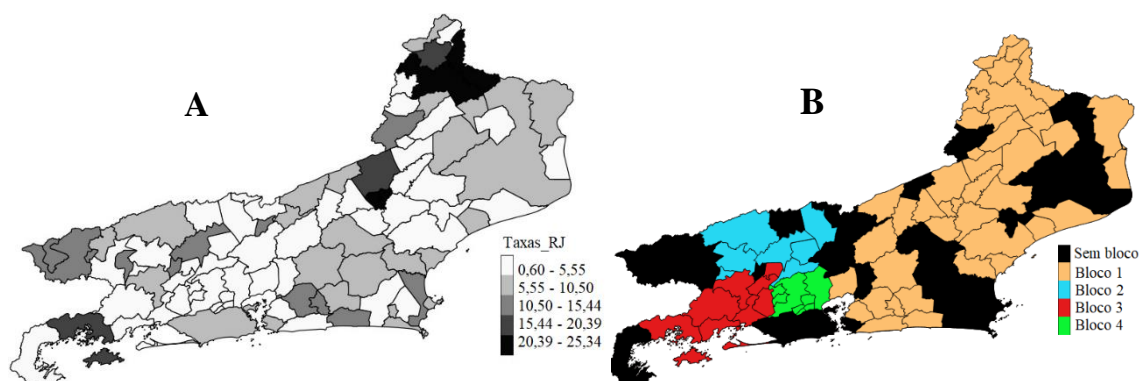 A
Taxas_RJ
0,60 - 5,55
5,55 - 10,50
10,50 - 15,44
15,44 - 20,39
20,39 - 25,34
B
Sem bloco
Bloco 1
Bloco 2
Bloco 3
Bloco 4